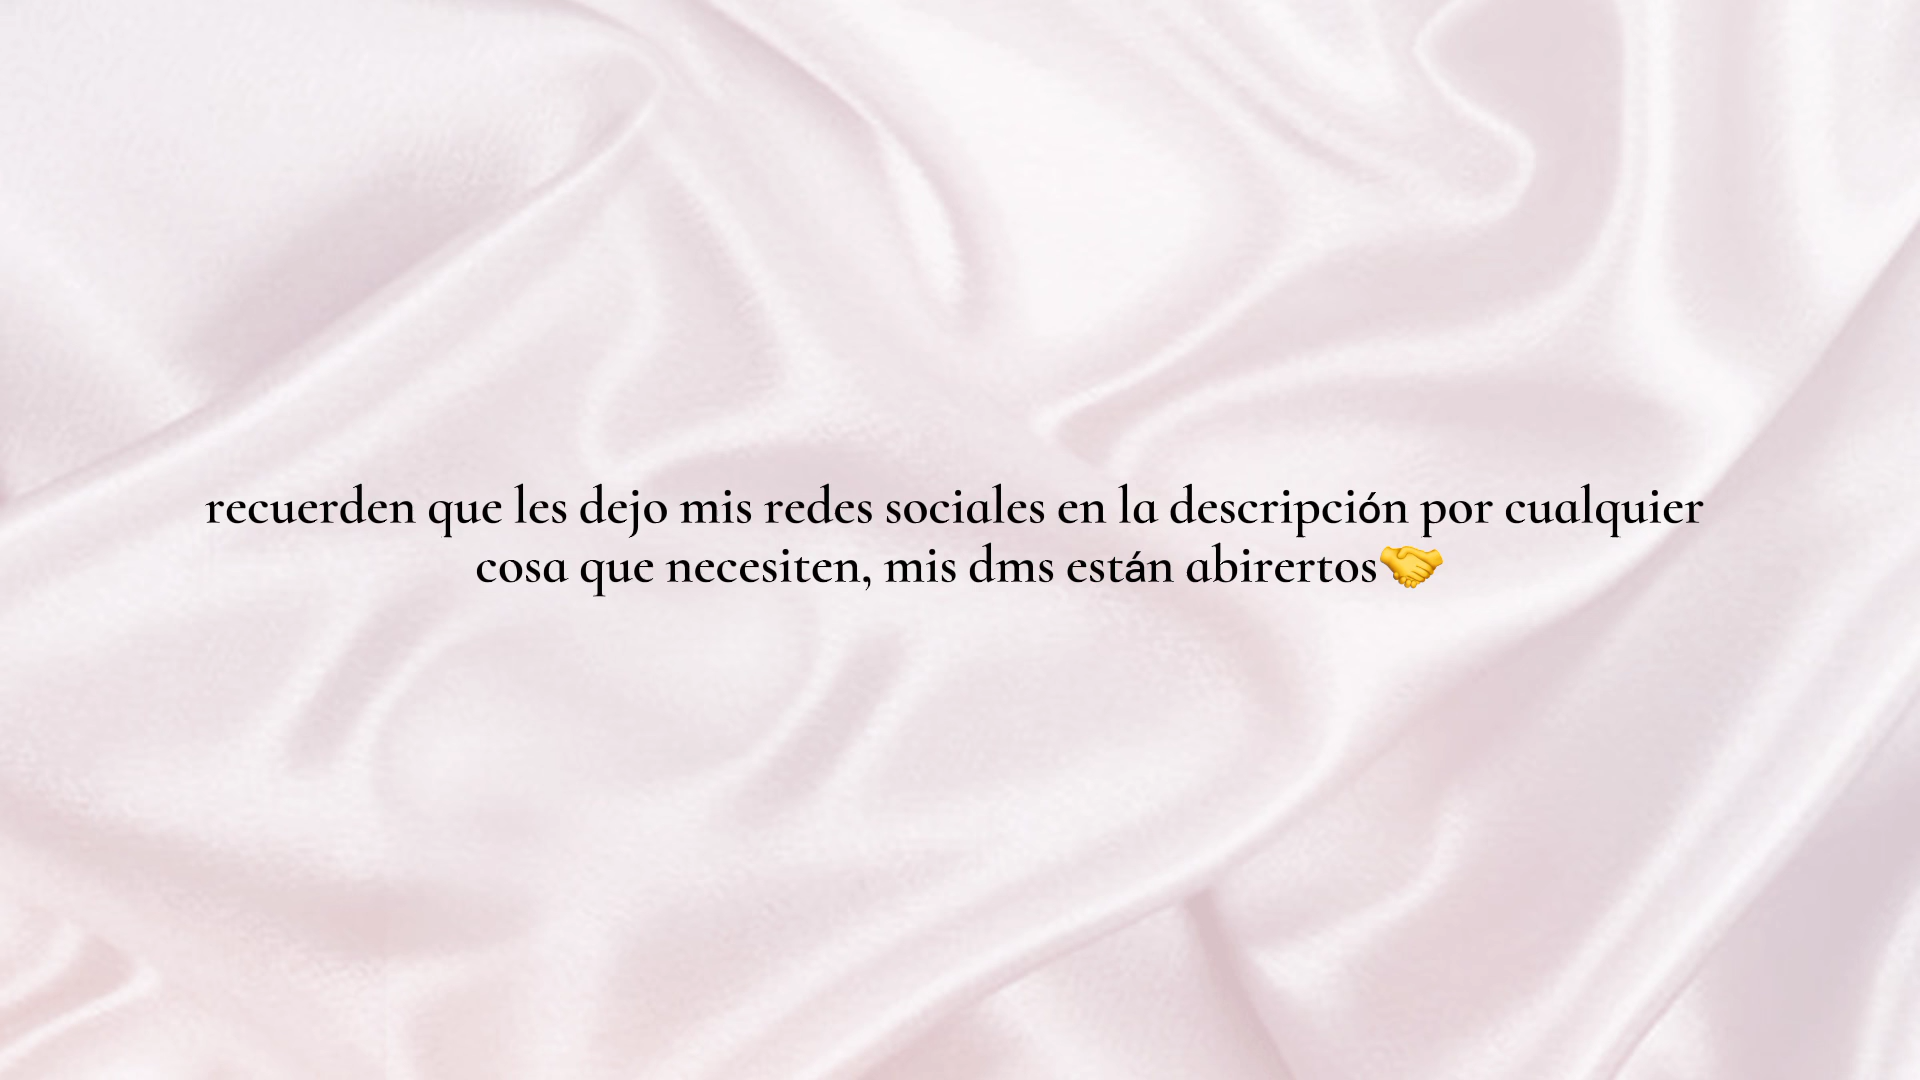 recuerden que les dejo mis redes sociales en la descripción por cualquier
cosa que necesiten, mis dms están abirertos🤝